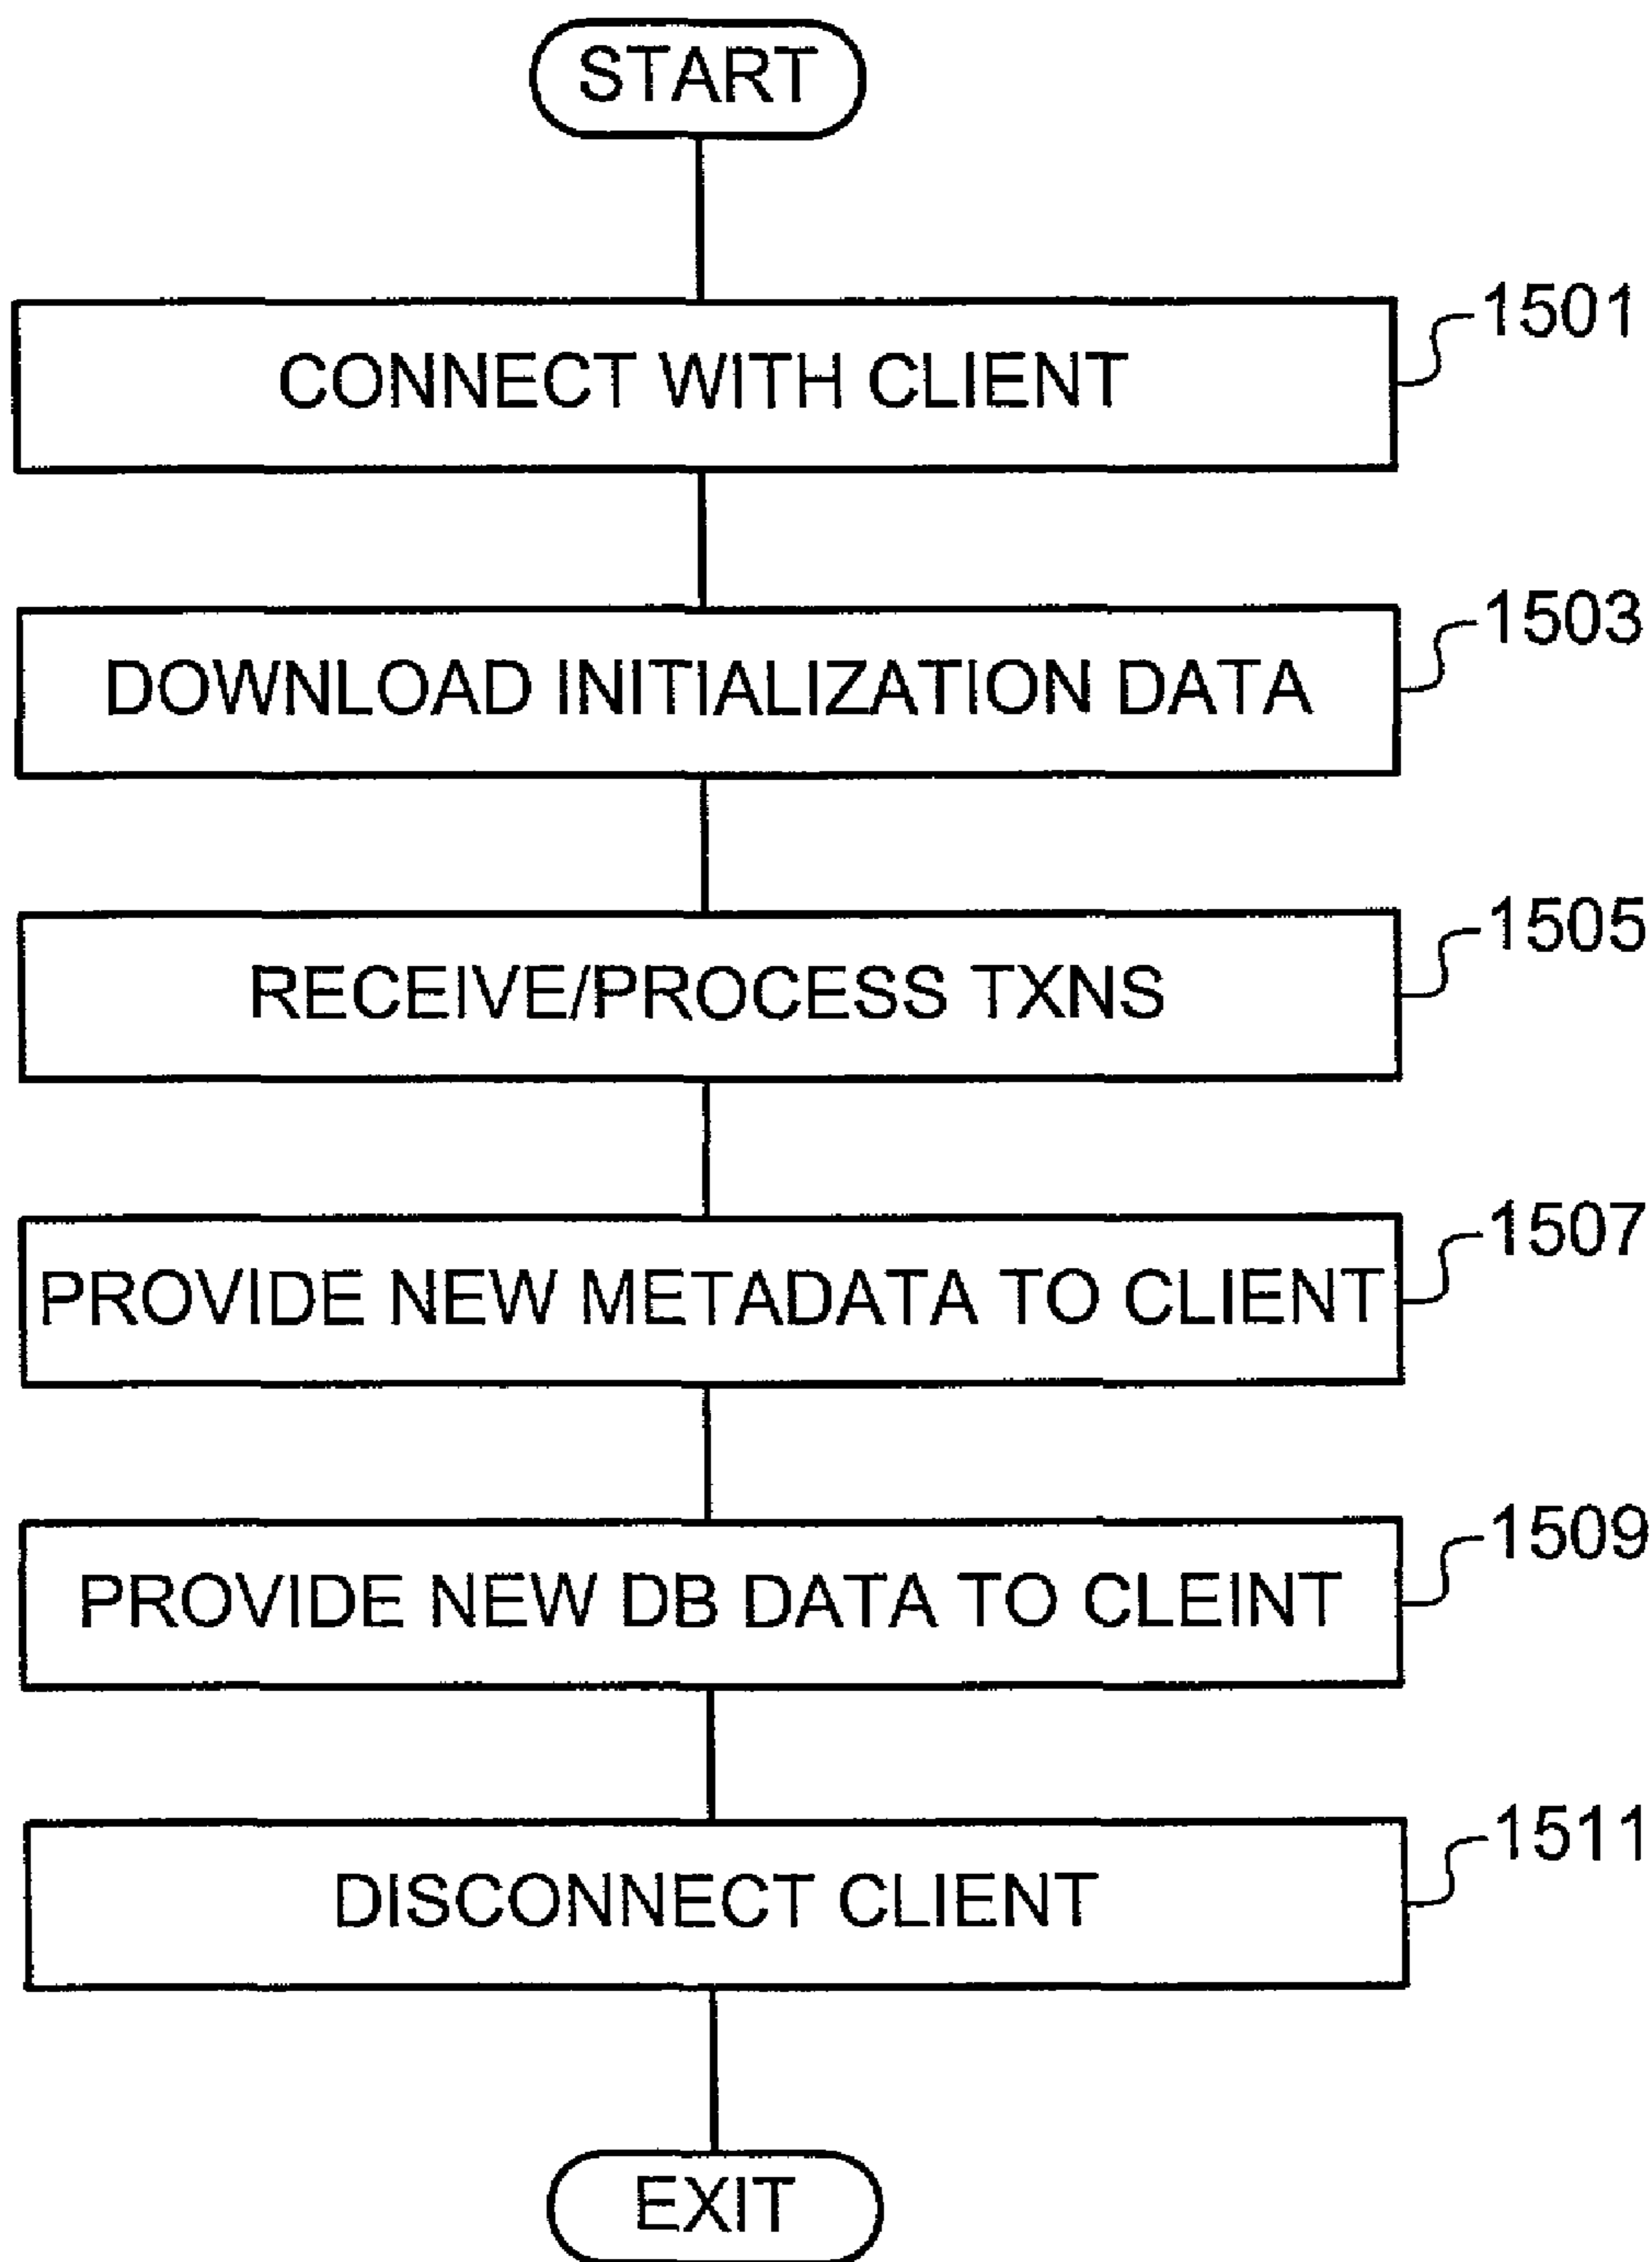 START
CONNECT WITH CLIENT
1501
DOWNLOAD INITIALIZATION DATA
1503
RECEIVE/PROCESS TXNS
1505
PROVIDE NEW METADATA TO CLIENT
1507
PROVIDE NEW DB DATA TO CLEINT
1509
DISCONNECT CLIENT
1511
EXIT